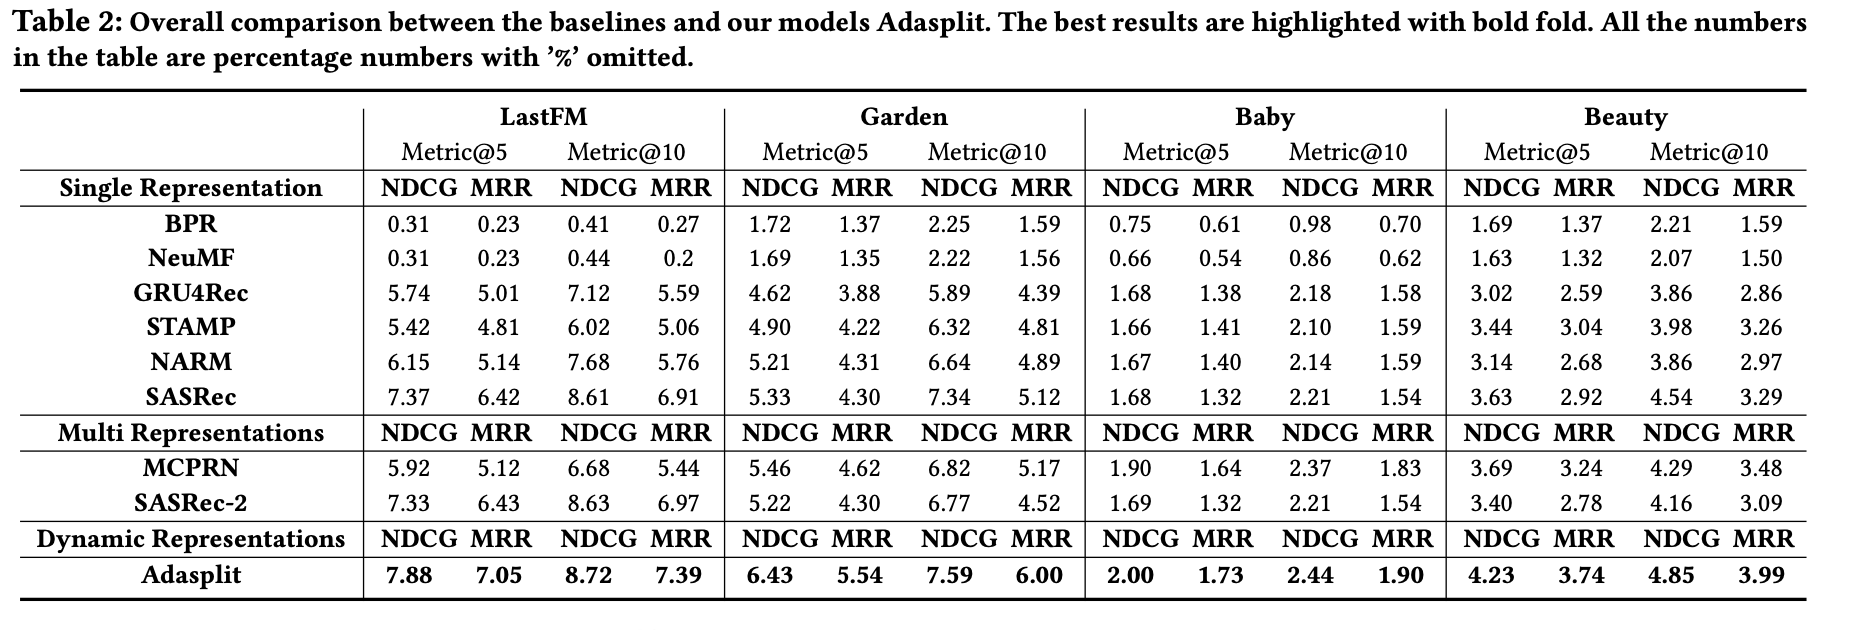 Table 2: Overall comparison between the baselines and our models Adasplit. The best results are highlighted with bold fold. All the numbers
in the table are percentage numbers with ’%’ omitted.
LastFM Garden Baby Beauty
Metric@5 Metric@10 Metric@5 Metric@10 Metric@5 Metric@10 Metric@5 Metric@10
Single Representation NDCG MRR NDCG MRR NDCG MRR NDCG MRR NDCG MRR NDCG MRR NDCG MRR NDCG MRR
BPR 0.31 0.23 0.41 0.27 1.72 1.37 2.25 1.59 0.75 0.61 0.98 0.70 1.69 1.37 2.21 1.59
NeuMF 0.31 0.23 0.44 0.2 1.69 1.35 2.22 1.56 0.66 0.54 0.86 0.62 1.63 1.32 2.07 1.50
GRU4Rec 5.74 5.01 7.12 5.59 4.62 3.88 5.89 4.39 1.68 1.38 2.18 1.58 3.02 2.59 3.86 2.86
STAMP 5.42 4.81 6.02 5.06 4.90 4.22 6.32 4.81 1.66 1.41 2.10 1.59 3.44 3.04 3.98 3.26
NARM 6.15 5.14 7.68 5.76 5.21 4.31 6.64 4.89 1.67 1.40 2.14 1.59 3.14 2.68 3.86 2.97
SASRec 7.37 6.42 8.61 6.91 5.33 4.30 7.34 5.12 1.68 1.32 2.21 1.54 3.63 2.92 4.54 3.29
Multi Representations NDCG MRR NDCG MRR NDCG MRR NDCG MRR NDCG MRR NDCG MRR NDCG MRR NDCG MRR
MCPRN 5.92 5.12 6.68 5.44 5.46 4.62 6.82 5.17 1.90 1.64 2.37 1.83 3.69 3.24 4.29 3.48
SASRec-2 7.33 6.43 8.63 6.97 5.22 4.30 6.77 4.52 1.69 1.32 2.21 1.54 3.40 2.78 4.16 3.09
Dynamic Representations NDCG MRR NDCG MRR NDCG MRR NDCG MRR NDCG MRR NDCG MRR NDCG MRR NDCG MRR
Adasplit 7.88 7.05 8.72 7.39 6.43 5.54 7.59 6.00 2.00 1.73 2.44 1.90 4.23 3.74 4.85 3.99